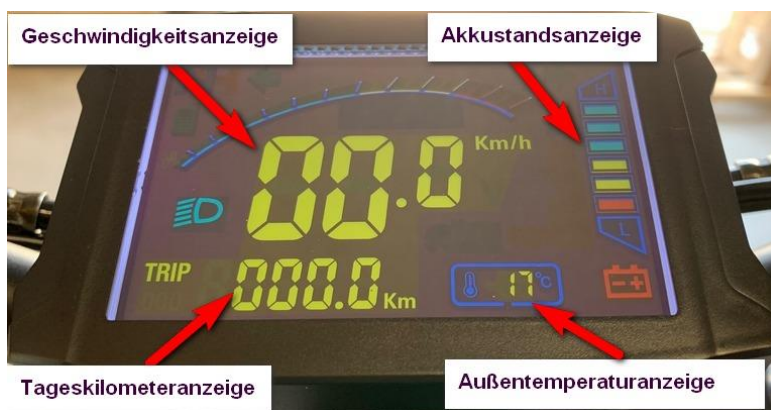 Geschwindigkeitsanzeige
Akkustandsanzeige
H
00.0 Km/h
L
TRIP 000.0 Km
17 °C
- +
Tageskilometeranzeige
Außentemperaturanzeige